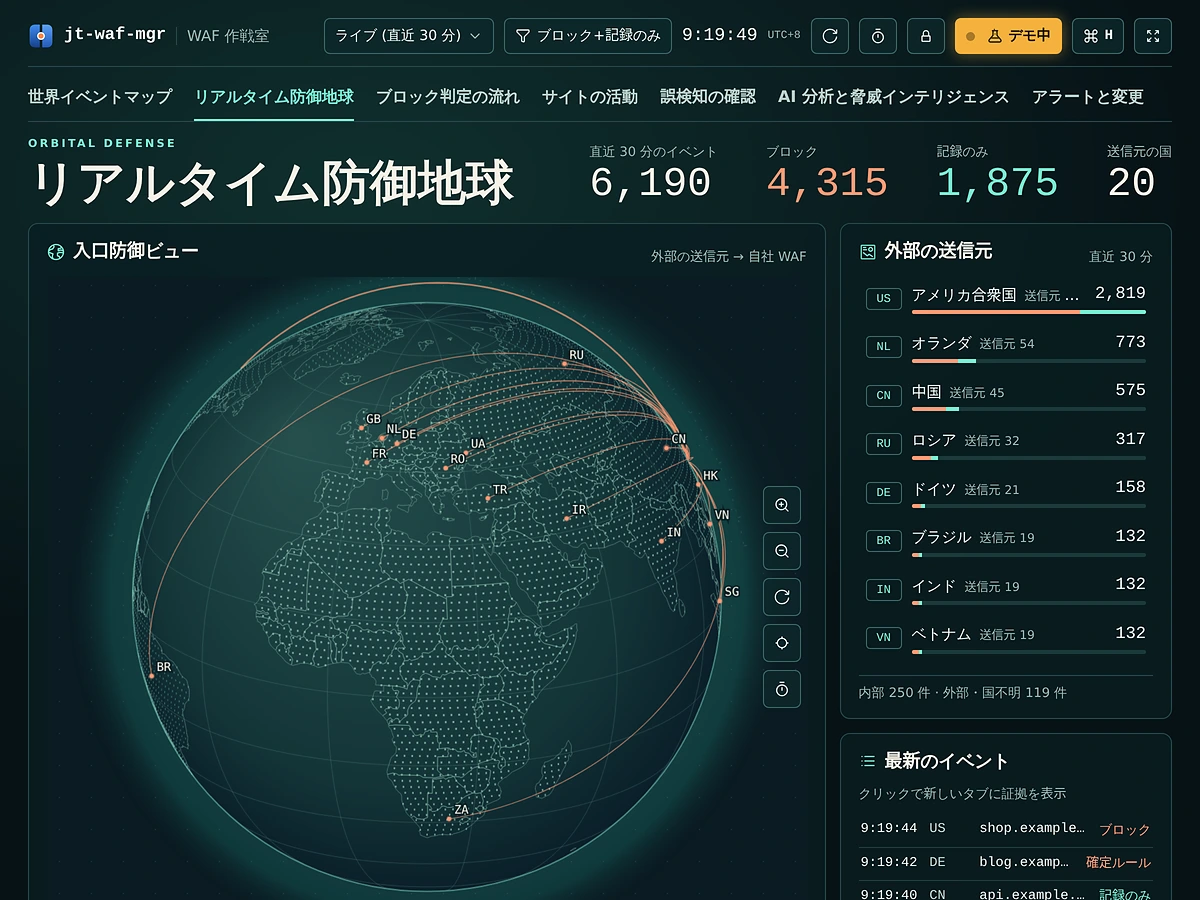 jt-waf-mgr WAF 作戦室 ライブ (直近 30 分) ブロック+記録のみ 9:19:49 UTC+8 デモ中 ⌘ H
世界イベントマップ リアルタイム防御地球 ブロック判定の流れ サイトの活動 誤検知の確認 AI 分析と脅威インテリジェンス アラートと変更
ORBITAL DEFENSE
リアルタイム防御地球
直近 30 分のイベント
6,190
ブロック
4,315
記録のみ
1,875
送信元の国
20
入口防御ビュー
外部の送信元 → 自社 WAF
RU
GB
NL
DE
FR
UA
RO
TR
IR
CN
HK
VN
IN
SG
BR
ZA
外部の送信元
直近 30 分
US アメリカ合衆国 送信元 … 2,819
NL オランダ 送信元 54 773
CN 中国 送信元 45 575
RU ロシア 送信元 32 317
DE ドイツ 送信元 21 158
BR ブラジル 送信元 19 132
IN インド 送信元 19 132
VN ベトナム 送信元 19 132
内部 250 件 · 外部・国不明 119 件
最新のイベント
クリックで新しいタブに証拠を表示
9:19:44 US shop.example… ブロック
9:19:42 DE blog.examp… 確定ルール
9:19:40 CN api.example.… 記録のみ